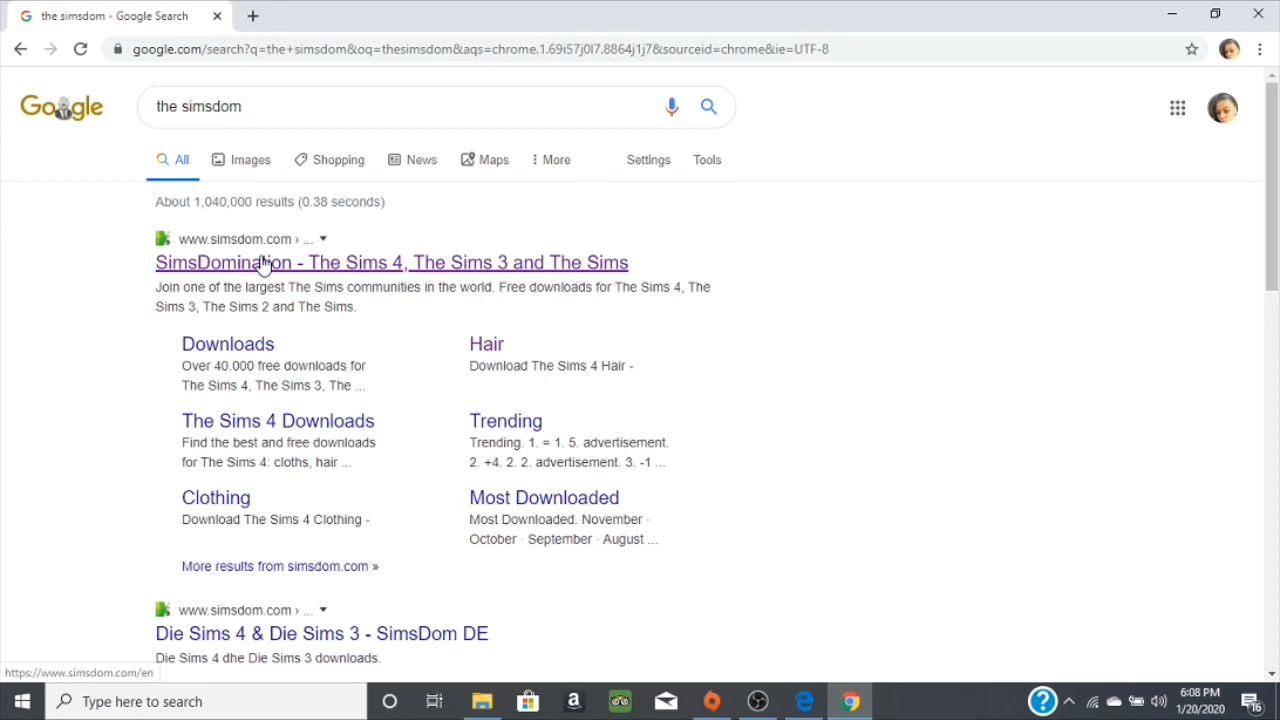 the simsdom - Google Search
google.com/search?q=the+simsdom&oq=thesimsdom&aqs=chrome.1.69i57j0l7.8864j1j7&sourceid=chrome&ie=UTF-8
Google
the simsdom
All Images Shopping News Maps More Settings Tools
About 1,040,000 results (0.38 seconds)
www.simsdom.com › ...
SimsDomination - The Sims 4, The Sims 3 and The Sims
Join one of the largest The Sims communities in the world. Free downloads for The Sims 4, The
Sims 3, The Sims 2 and The Sims.
Downloads
Over 40.000 free downloads for
The Sims 4, The Sims 3, The ...
Hair
Download The Sims 4 Hair -
The Sims 4 Downloads
Find the best and free downloads
for The Sims 4: cloths, hair ...
Trending
Trending. 1. = 1. 5. advertisement.
2. +4. 2. 2. advertisement. 3. -1 ...
Clothing
Download The Sims 4 Clothing -
Most Downloaded
Most Downloaded. November ·
October · September · August ...
More results from simsdom.com »
www.simsdom.com › ...
Die Sims 4 & Die Sims 3 - SimsDom DE
Die Sims 4 dhe Die Sims 3 downloads.
https://www.simsdom.com/en
Type here to search
a
?
6:08 PM
1/20/2020
16